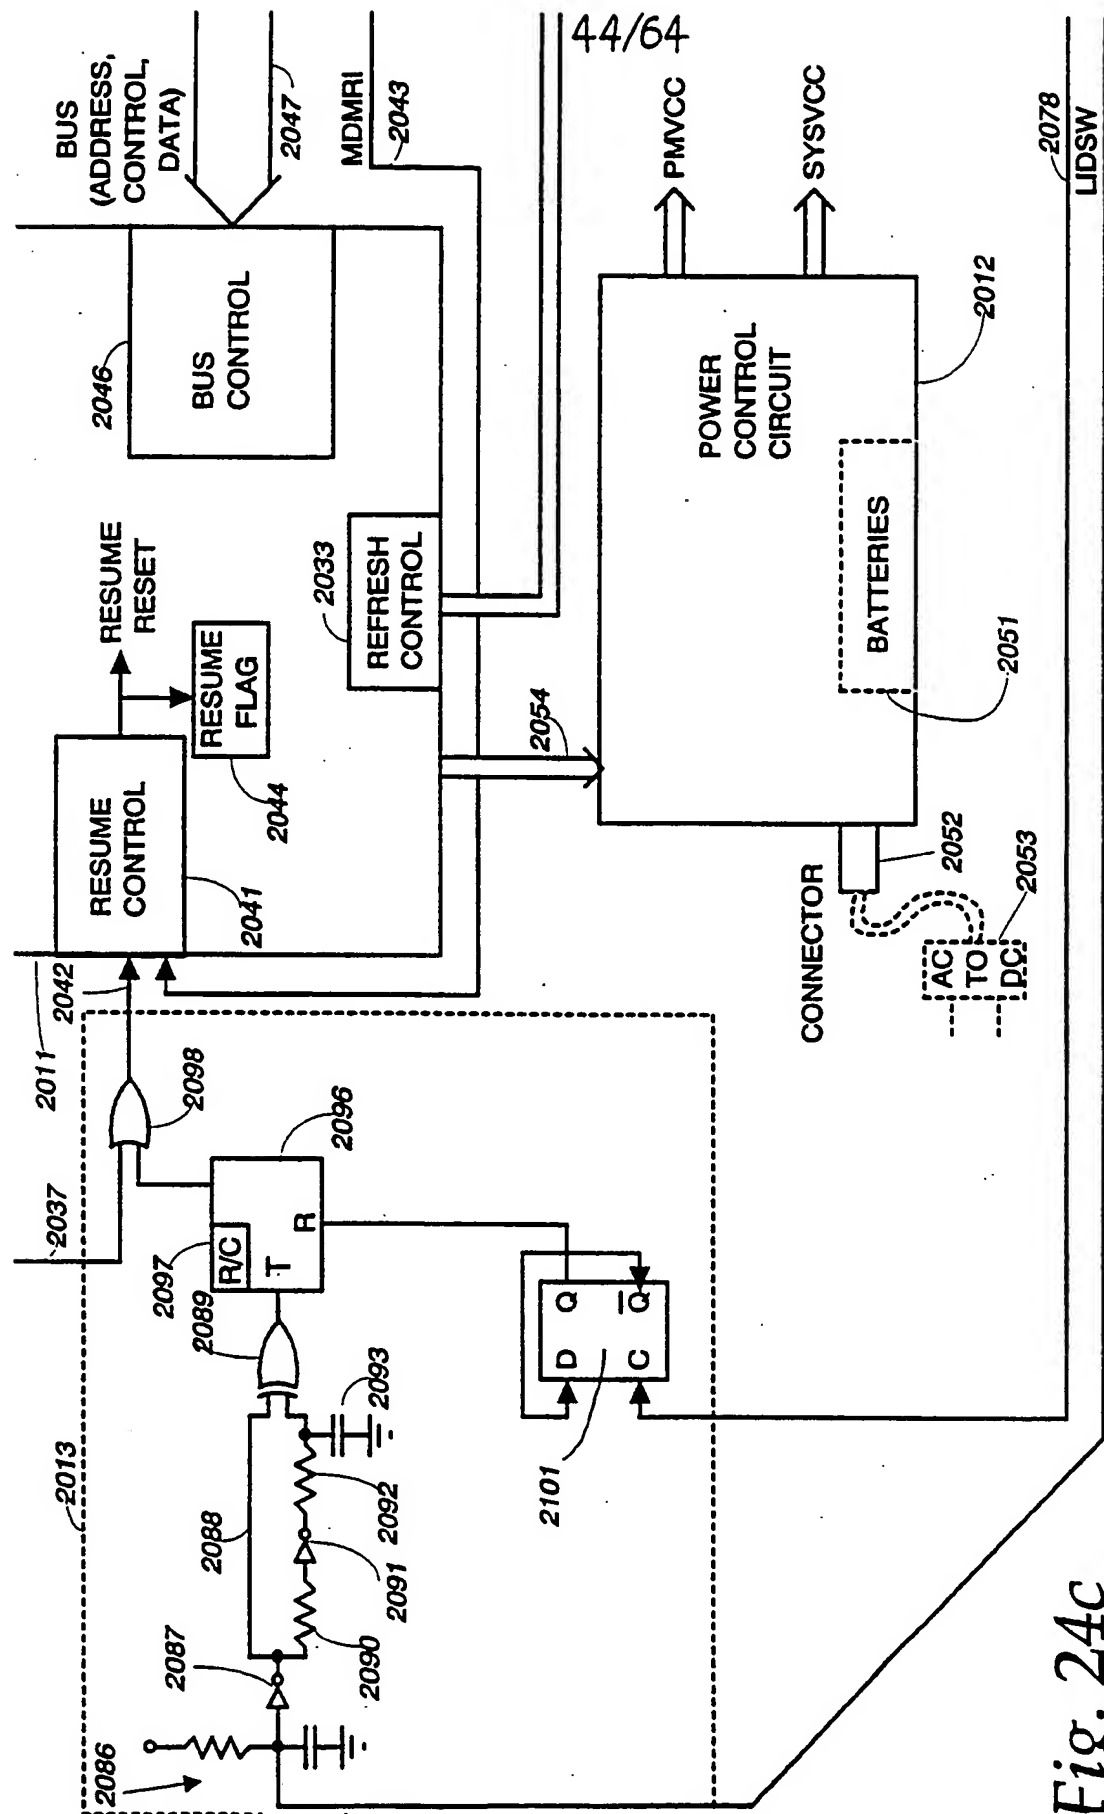 44/64
BUS
(ADDRESS,
CONTROL,
DATA)
2047
MDMRI
2043
2046
BUS
CONTROL
RESUME
RESET
RESUME
FLAG
2044
RESUME
CONTROL
2041
2033
REFRESH
CONTROL
2054
2011
2042
2037
2098
2096
2097
R/C
T
R
2089
2013
2088
2093
2092
2091
2090
2087
2086
D
Q
C
Q̅
2101
PMVCC
SYSVCC
POWER
CONTROL
CIRCUIT
2012
BATTERIES
2051
CONNECTOR
2052
AC
TO
DC
2053
2078
LIDSW
Fig. 24c